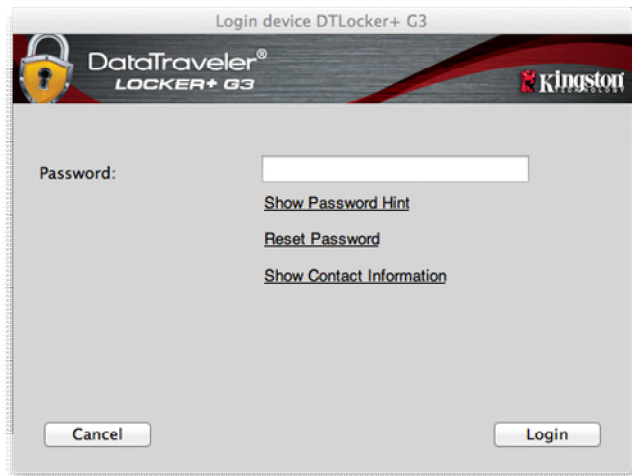 Login device DTLocker+ G3
DataTraveler®
LOCKER+ G3
Kingston
TECHNOLOGY
Password:
Show Password Hint
Reset Password
Show Contact Information
Cancel
Login